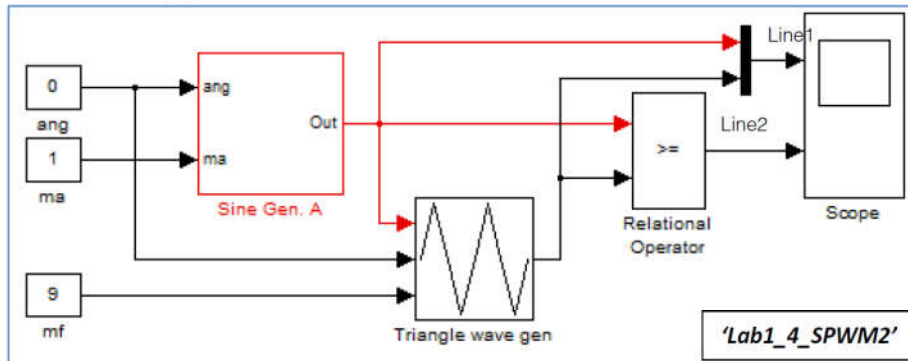 Line1
0
ang
ang
Out
Line2
1
ma
ma
>=
Sine Gen. A
Relational
Operator
Scope
9
mf
Triangle wave gen
'Lab1_4_SPWM2'